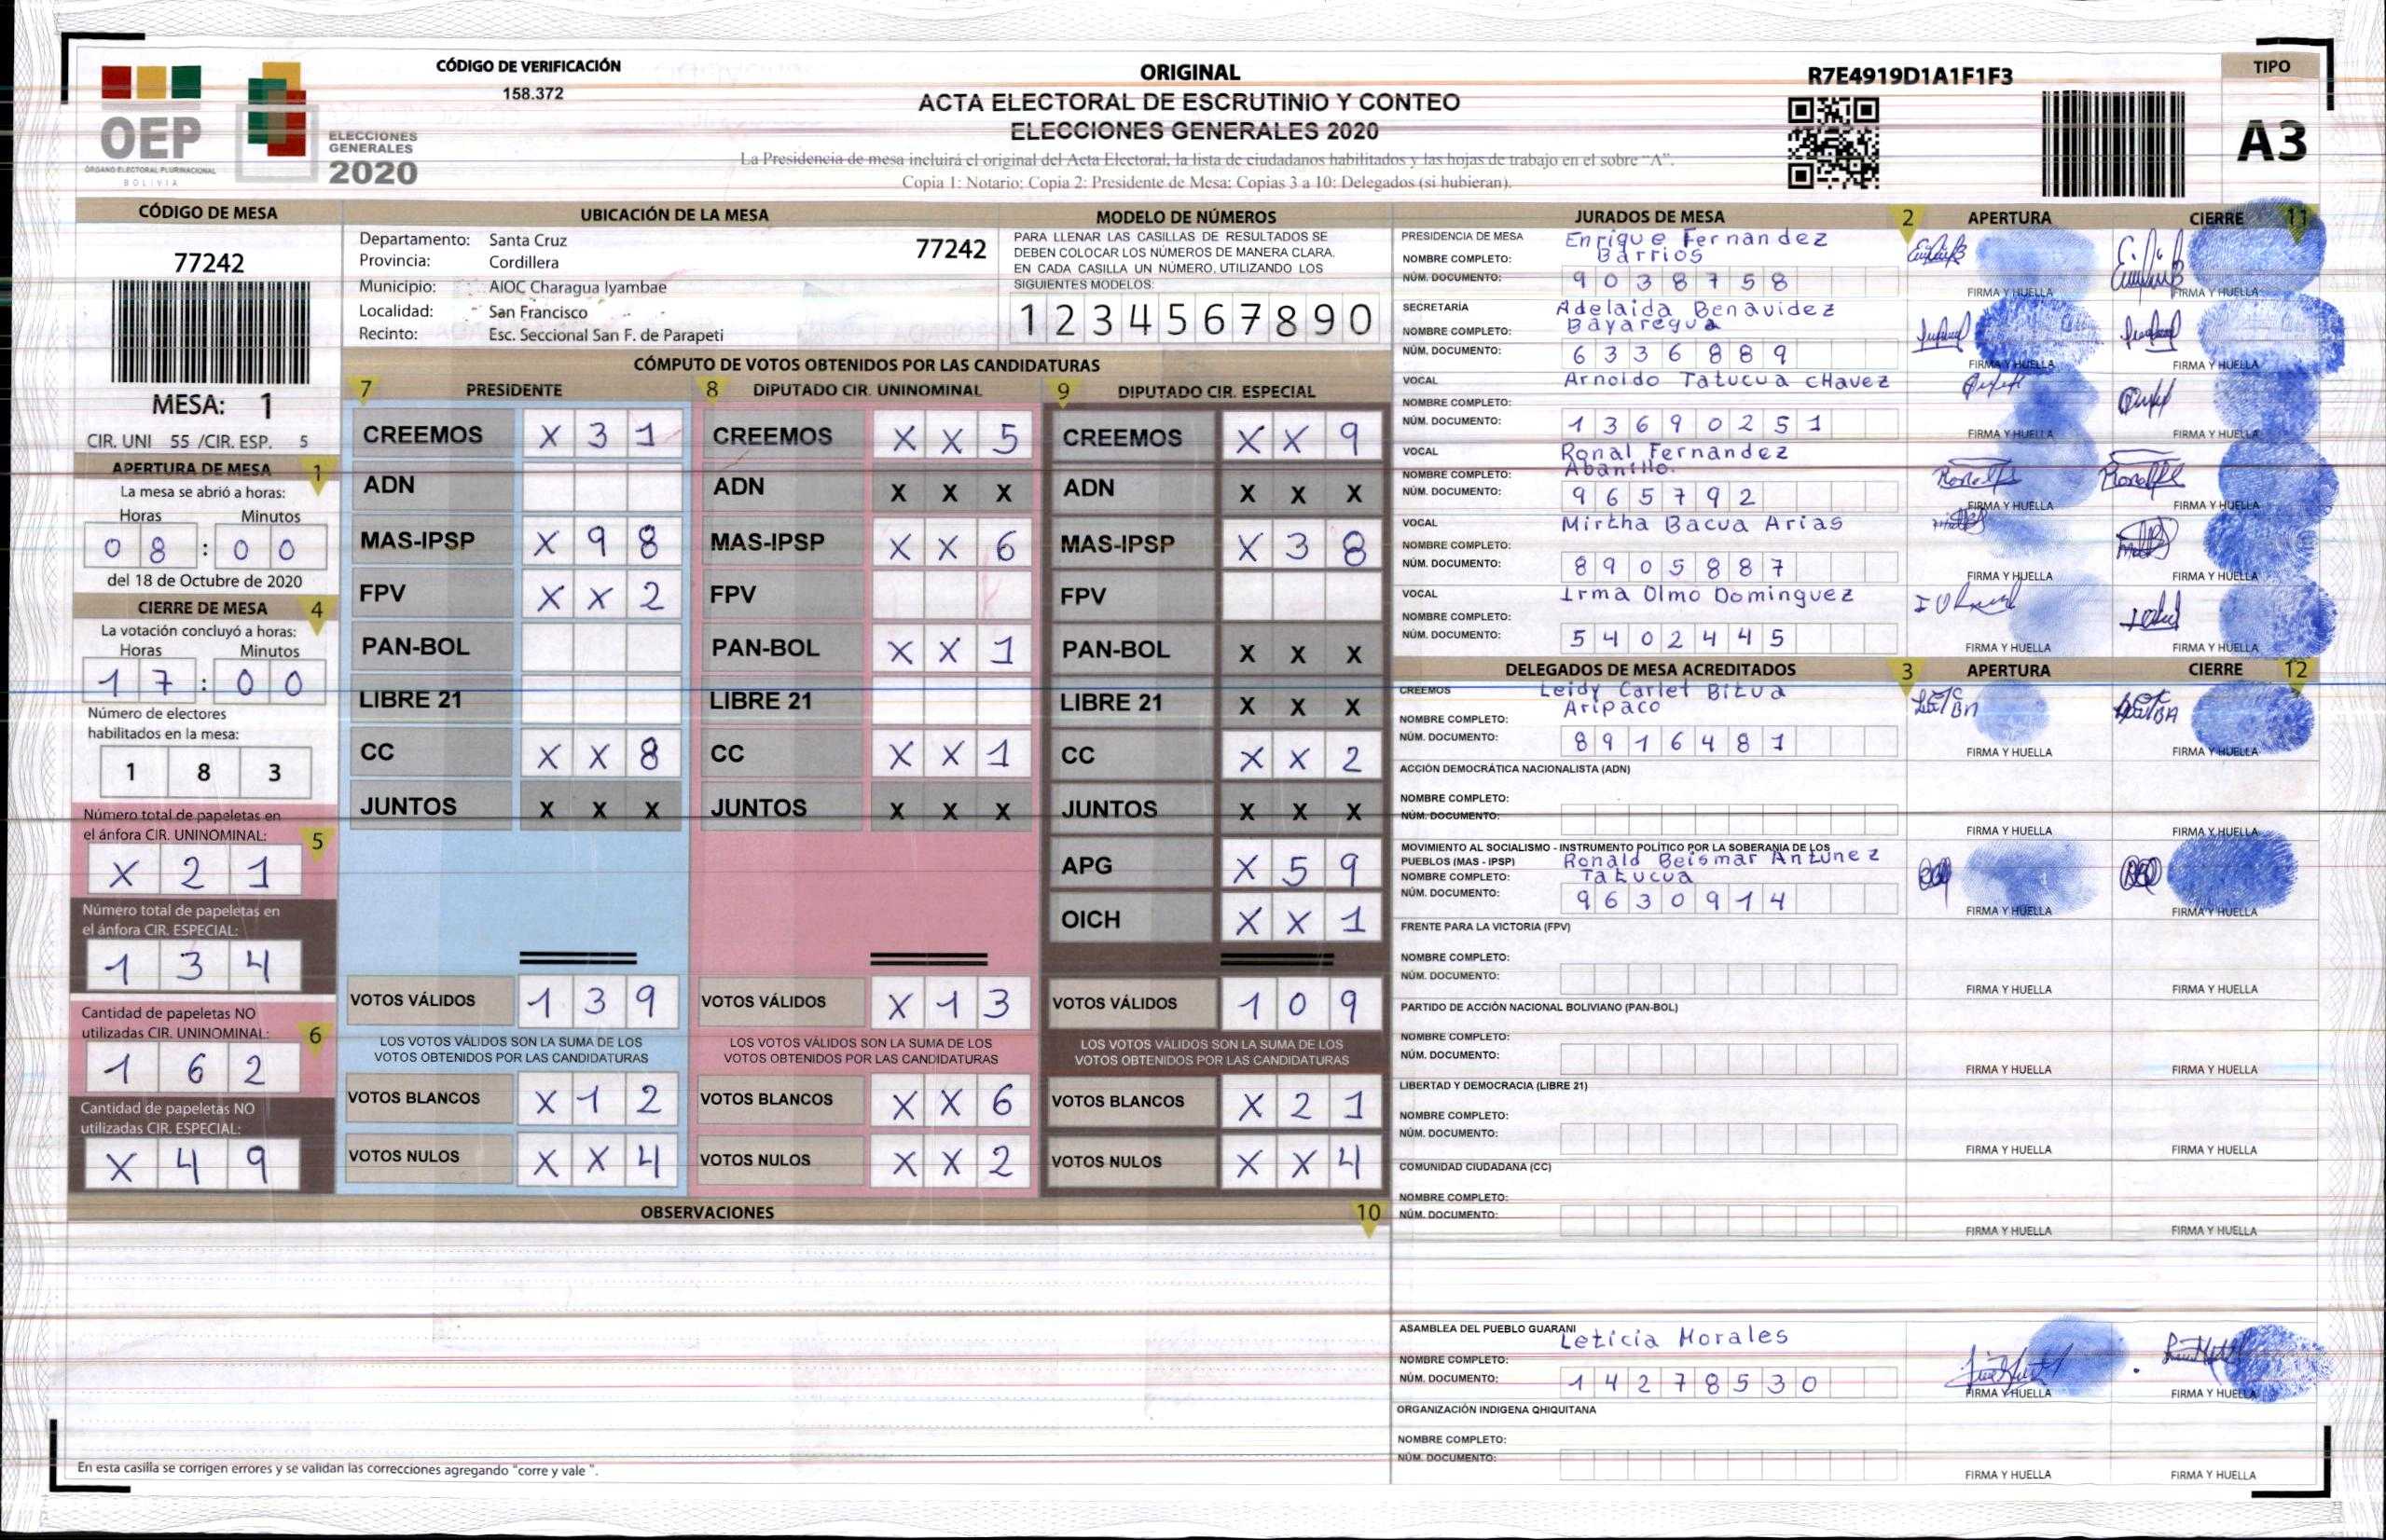 CÓDIGO DE VERIFICACIÓN
158.372
OEP
ÓRGANO ELECTORAL PLURINACIONAL
BOLIVIA
ELECCIONES
GENERALES
2020
ORIGINAL
ACTA ELECTORAL DE ESCRUTINIO Y CONTEO
ELECCIONES GENERALES 2020
La Presidencia de mesa incluirá el original del Acta Electoral, la lista de ciudadanos habilitados y las hojas de trabajo en el sobre "A".
Copia 1: Notario; Copia 2: Presidente de Mesa; Copias 3 a 10: Delegados (si hubieran).
R7E4919D1A1F1F3
TIPO
A3
CÓDIGO DE MESA
77242
MESA: 1
CIR. UNI 55 /CIR. ESP. 5
APERTURA DE MESA 1
La mesa se abrió a horas:
Horas Minutos
0 8 : 0 0
del 18 de Octubre de 2020
CIERRE DE MESA 4
La votación concluyó a horas:
Horas Minutos
1 7 : 0 0
Número de electores
habilitados en la mesa:
1 8 3
Número total de papeletas en
el ánfora CIR. UNINOMINAL: 5
X 2 1
Número total de papeletas en
el ánfora CIR. ESPECIAL:
1 3 4
Cantidad de papeletas NO
utilizadas CIR. UNINOMINAL: 6
1 6 2
Cantidad de papeletas NO
utilizadas CIR. ESPECIAL:
X 4 9
UBICACIÓN DE LA MESA
Departamento: Santa Cruz 77242
Provincia: Cordillera
Municipio: AIOC Charagua Iyambae
Localidad: San Francisco
Recinto: Esc. Seccional San F. de Parapeti
MODELO DE NÚMEROS
PARA LLENAR LAS CASILLAS DE RESULTADOS SE
DEBEN COLOCAR LOS NÚMEROS DE MANERA CLARA.
EN CADA CASILLA UN NÚMERO, UTILIZANDO LOS
SIGUIENTES MODELOS:
1 2 3 4 5 6 7 8 9 0
CÓMPUTO DE VOTOS OBTENIDOS POR LAS CANDIDATURAS
7 PRESIDENTE
CREEMOS X 3 1
ADN
MAS-IPSP X 9 8
FPV X X 2
PAN-BOL
LIBRE 21
CC X X 8
JUNTOS X X X
VOTOS VÁLIDOS 1 3 9
LOS VOTOS VÁLIDOS SON LA SUMA DE LOS
VOTOS OBTENIDOS POR LAS CANDIDATURAS
VOTOS BLANCOS X 1 2
VOTOS NULOS X X 4
8 DIPUTADO CIR. UNINOMINAL
CREEMOS X X 5
ADN X X X
MAS-IPSP X X 6
FPV
PAN-BOL X X 1
LIBRE 21
CC X X 1
JUNTOS X X X
VOTOS VÁLIDOS X 1 3
LOS VOTOS VÁLIDOS SON LA SUMA DE LOS
VOTOS OBTENIDOS POR LAS CANDIDATURAS
VOTOS BLANCOS X X 6
VOTOS NULOS X X 2
9 DIPUTADO CIR. ESPECIAL
CREEMOS X X 9
ADN X X X
MAS-IPSP X 3 8
FPV
PAN-BOL X X X
LIBRE 21 X X X
CC X X 2
JUNTOS X X X
APG X 5 9
OICH X X 1
VOTOS VÁLIDOS 1 0 9
LOS VOTOS VÁLIDOS SON LA SUMA DE LOS
VOTOS OBTENIDOS POR LAS CANDIDATURAS
VOTOS BLANCOS X 2 1
VOTOS NULOS X X 4
OBSERVACIONES 10
En esta casilla se corrigen errores y se validan las correcciones agregando "corre y vale ".
JURADOS DE MESA 2 APERTURA CIERRE 11
PRESIDENCIA DE MESA
NOMBRE COMPLETO: Enrique Fernandez
Barrios
NÚM. DOCUMENTO: 9 0 3 8 7 5 8
FIRMA Y HUELLA FIRMA Y HUELLA
SECRETARÍA
NOMBRE COMPLETO: Adelaida Benavidez
Bayaregua
NÚM. DOCUMENTO: 6 3 3 6 8 8 9
FIRMA Y HUELLA FIRMA Y HUELLA
VOCAL
NOMBRE COMPLETO: Arnoldo Tatucua cHavez
NÚM. DOCUMENTO: 1 3 6 9 0 2 5 1
FIRMA Y HUELLA FIRMA Y HUELLA
VOCAL
NOMBRE COMPLETO: Ronal Fernandez
NÚM. DOCUMENTO: 9 6 5 7 9 2
FIRMA Y HUELLA FIRMA Y HUELLA
VOCAL
NOMBRE COMPLETO: Mirtha Bacua Arias
NÚM. DOCUMENTO: 8 9 0 5 8 8 7
FIRMA Y HUELLA FIRMA Y HUELLA
VOCAL
NOMBRE COMPLETO: Irma Olmo Dominguez
NÚM. DOCUMENTO: 5 4 0 2 4 4 5
FIRMA Y HUELLA FIRMA Y HUELLA
DELEGADOS DE MESA ACREDITADOS 3 APERTURA CIERRE 12
CREEMOS
NOMBRE COMPLETO: Leidy Carlet Bitua
Aripaco
NÚM. DOCUMENTO: 8 9 1 6 4 8 1
FIRMA Y HUELLA FIRMA Y HUELLA
ACCIÓN DEMOCRÁTICA NACIONALISTA (ADN)
NOMBRE COMPLETO:
NÚM. DOCUMENTO:
FIRMA Y HUELLA FIRMA Y HUELLA
MOVIMIENTO AL SOCIALISMO - INSTRUMENTO POLÍTICO POR LA SOBERANIA DE LOS
PUEBLOS (MAS - IPSP)
NOMBRE COMPLETO: Ronald Beismar Antunez
Tatucua
NÚM. DOCUMENTO: 9 6 3 0 9 1 4
FIRMA Y HUELLA FIRMA Y HUELLA
FRENTE PARA LA VICTORIA (FPV)
NOMBRE COMPLETO:
NÚM. DOCUMENTO:
FIRMA Y HUELLA FIRMA Y HUELLA
PARTIDO DE ACCIÓN NACIONAL BOLIVIANO (PAN-BOL)
NOMBRE COMPLETO:
NÚM. DOCUMENTO:
FIRMA Y HUELLA FIRMA Y HUELLA
LIBERTAD Y DEMOCRACIA (LIBRE 21)
NOMBRE COMPLETO:
NÚM. DOCUMENTO:
FIRMA Y HUELLA FIRMA Y HUELLA
COMUNIDAD CIUDADANA (CC)
NOMBRE COMPLETO:
NÚM. DOCUMENTO:
FIRMA Y HUELLA FIRMA Y HUELLA
ASAMBLEA DEL PUEBLO GUARANI
NOMBRE COMPLETO: Leticia Morales
NÚM. DOCUMENTO: 1 4 2 7 8 5 3 0
FIRMA Y HUELLA FIRMA Y HUELLA
ORGANIZACIÓN INDIGENA QHIQUITANA
NOMBRE COMPLETO:
NÚM. DOCUMENTO:
FIRMA Y HUELLA FIRMA Y HUELLA